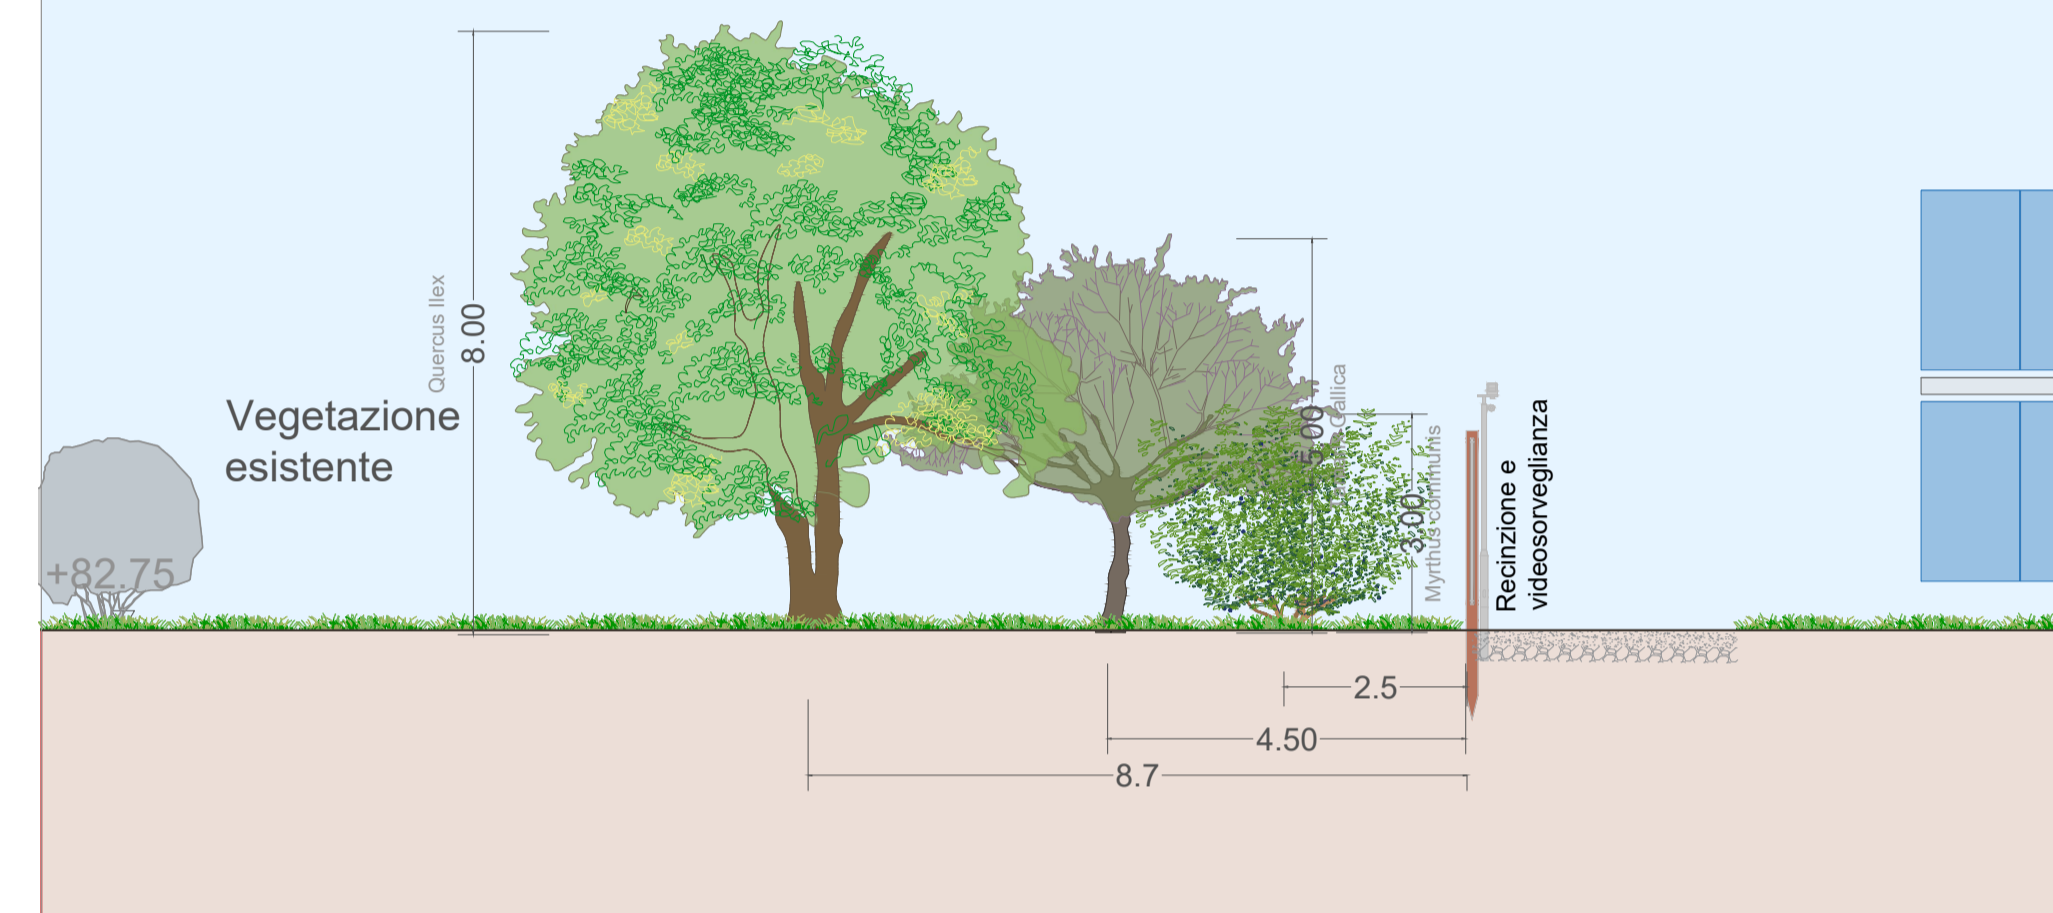 Quercus Ilex
8.00
Vegetazione
esistente
+82.75
5.00
Gallica
3.00
Myrthus communis
Recinzione e
videosorveglianza
2.5
4.50
8.7